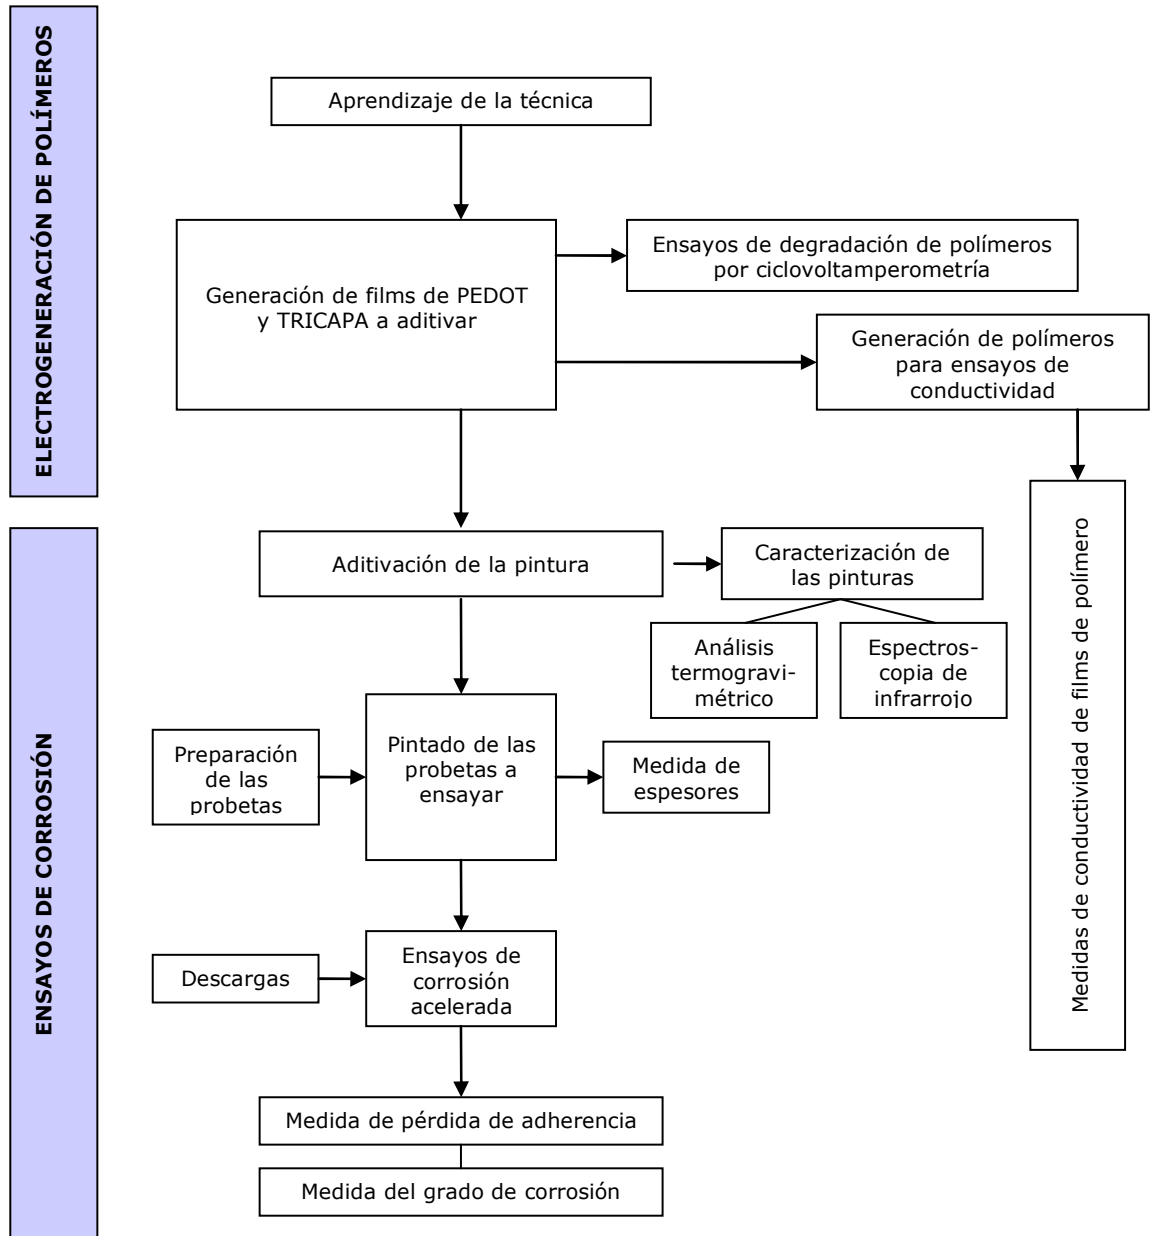 ELECTROGENERACIÓN DE POLÍMEROS
Aprendizaje de la técnica
Generación de films de PEDOT
y TRICAPA a aditivar
Ensayos de degradación de polímeros
por ciclovoltamperometría
Generación de polímeros
para ensayos de
conductividad
Medidas de conductividad de films de polímero
ENSAYOS DE CORROSIÓN
Aditivación de la pintura
Caracterización de
las pinturas
Análisis
termogravi-
métrico
Espectros-
copia de
infrarrojo
Preparación
de las
probetas
Pintado de las
probetas a
ensayar
Medida de
espesores
Descargas
Ensayos de
corrosión
acelerada
Medida de pérdida de adherencia
Medida del grado de corrosión